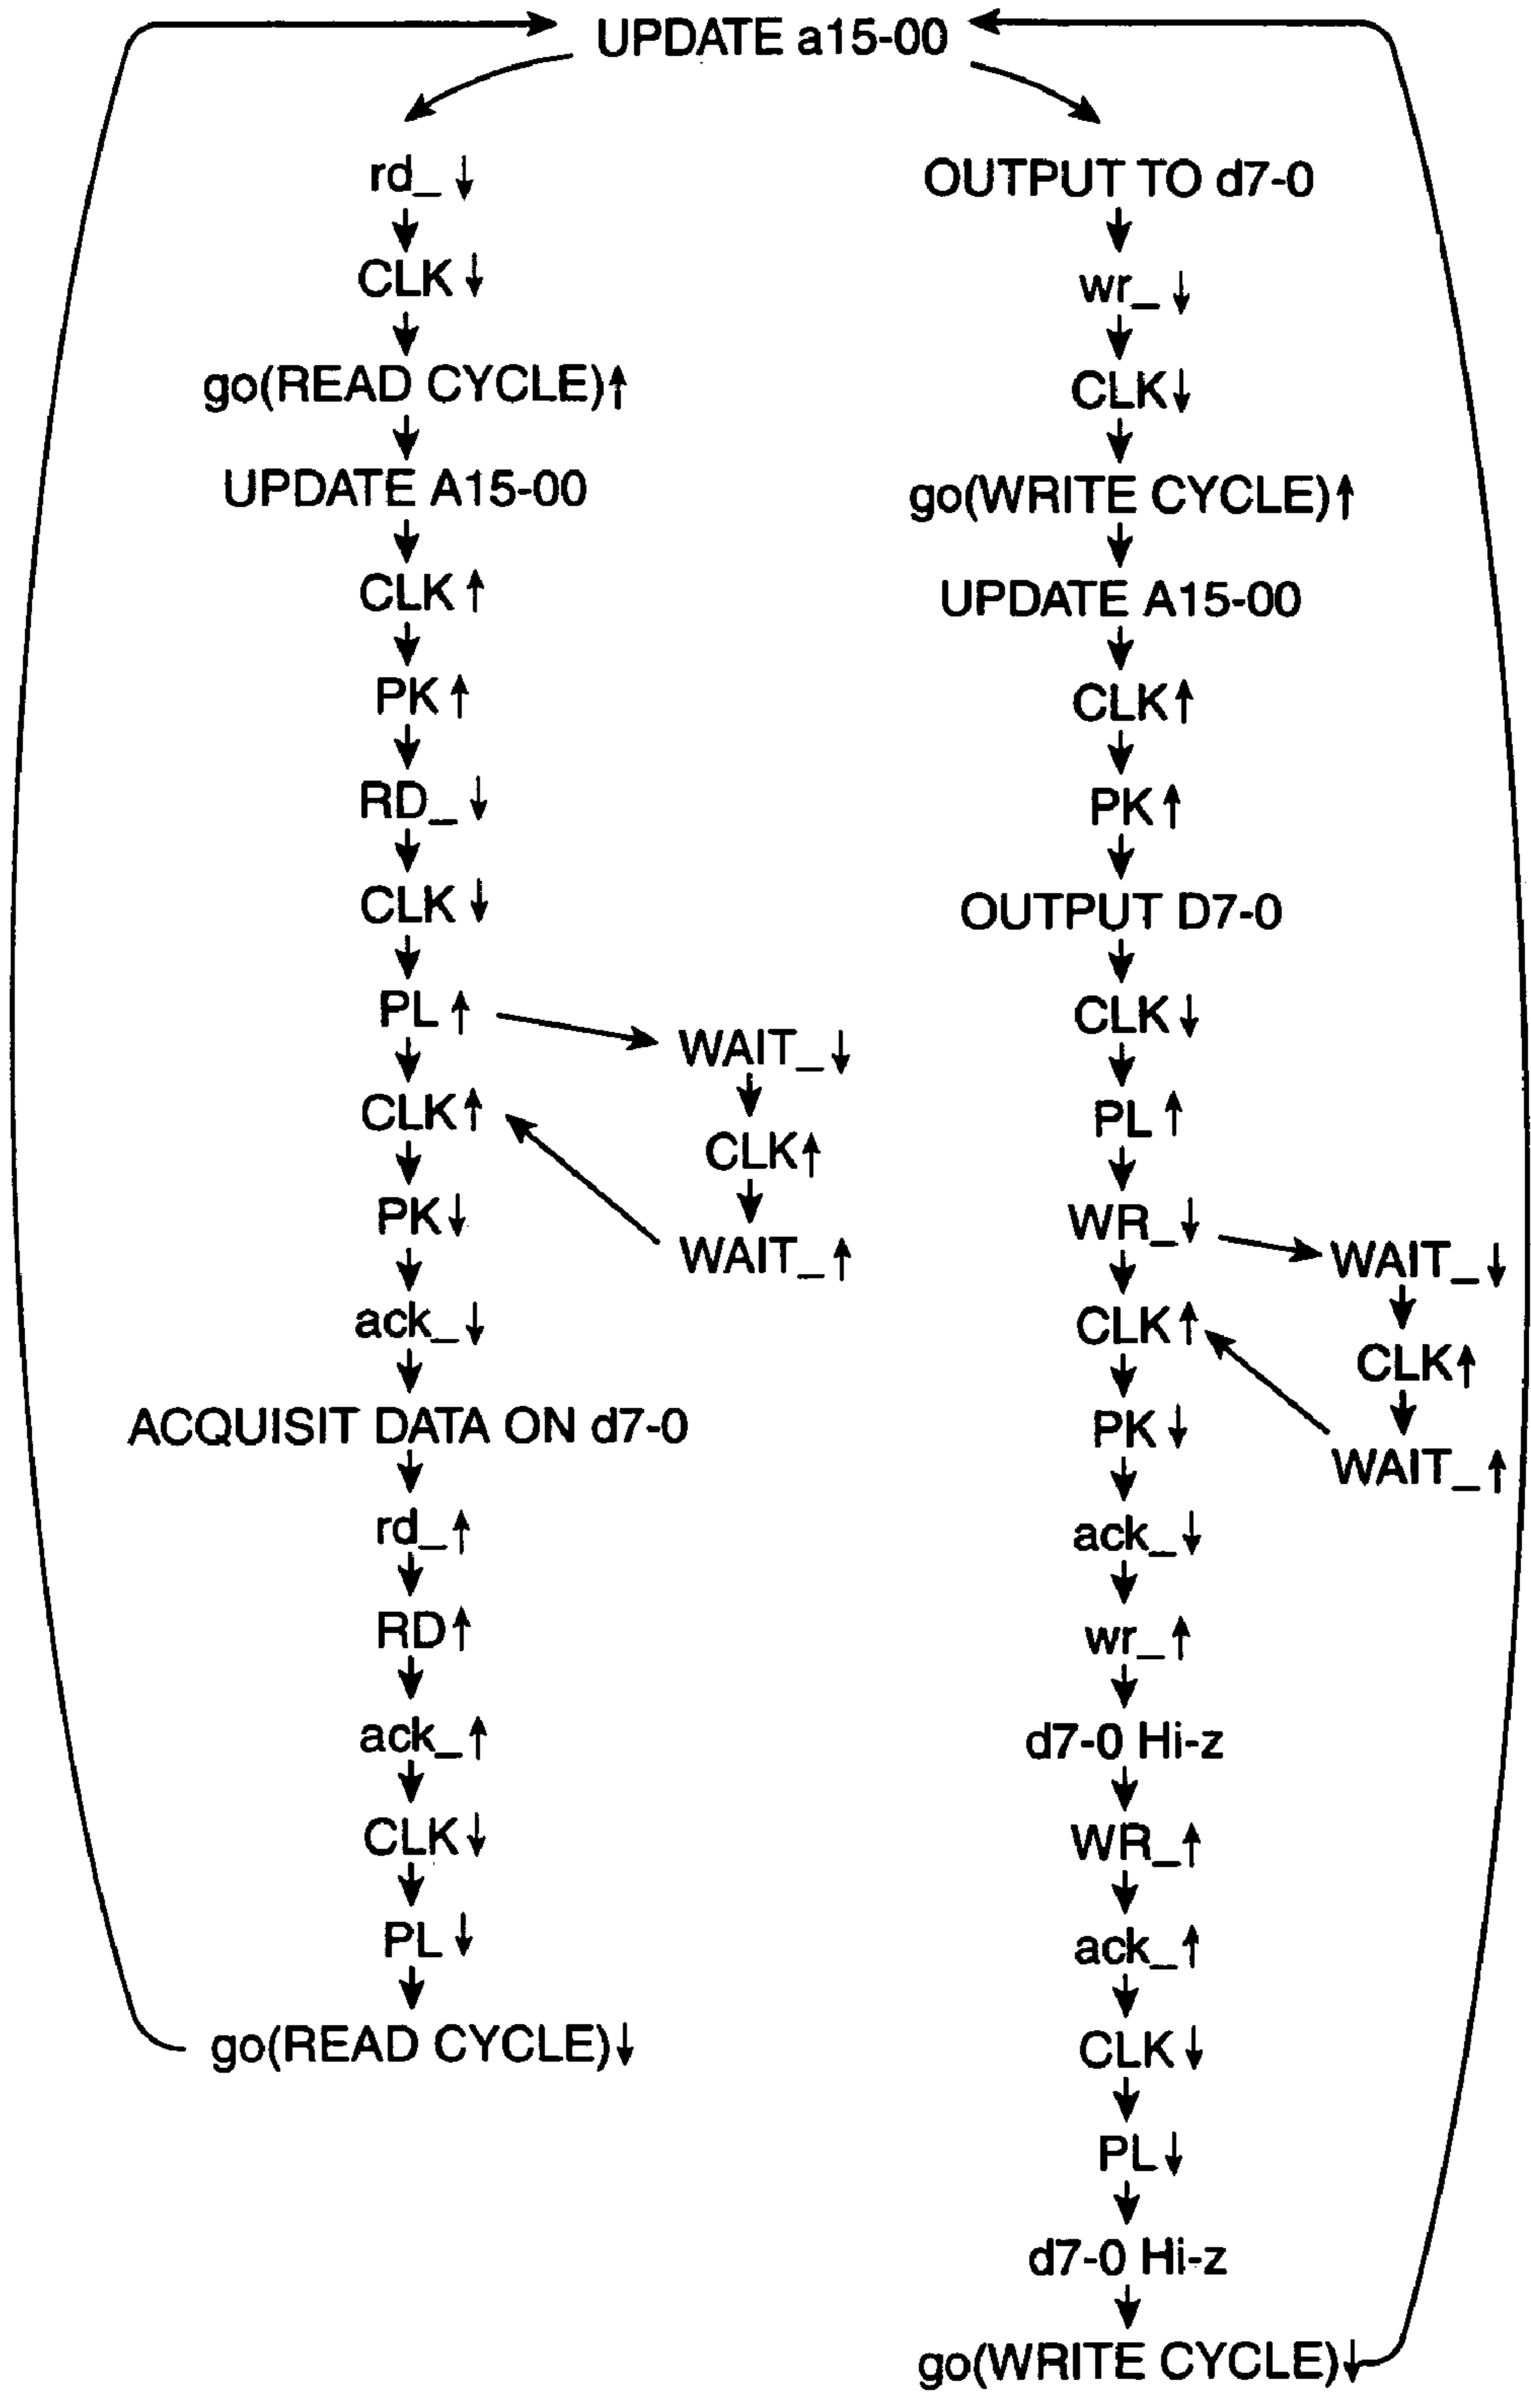 UPDATE a15-00
rd_↓
CLK↓
go(READ CYCLE)↑
UPDATE A15-00
CLK↑
PK↑
RD_↓
CLK↓
PL↑
CLK↑
PK↓
ack_↓
ACQUISIT DATA ON d7-0
rd_↑
RD↑
ack_↑
CLK↓
PL↓
go(READ CYCLE)↓
WAIT_↓
CLK↑
WAIT_↑
OUTPUT TO d7-0
wr_↓
CLK↓
go(WRITE CYCLE)↑
UPDATE A15-00
CLK↑
PK↑
OUTPUT D7-0
CLK↓
PL↑
WR_↓
CLK↑
PK↓
ack_↓
wr_↑
d7-0 Hi-z
WR_↑
ack_↑
CLK↓
PL↓
d7-0 Hi-z
go(WRITE CYCLE)↓
WAIT_↓
CLK↑
WAIT_↑